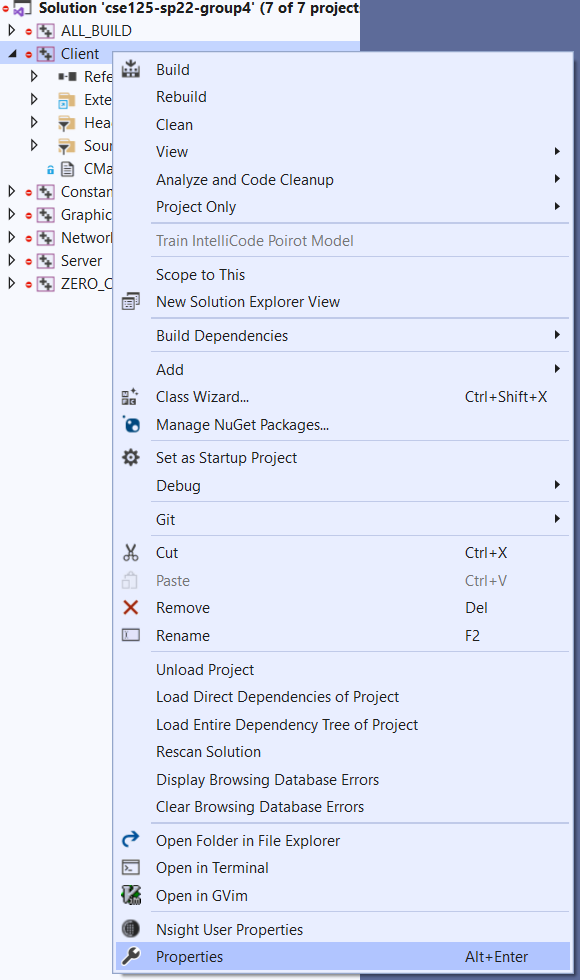 Solution 'cse125-sp22-group4' (7 of 7 project
ALL_BUILD
Client
Refe
Exte
Head
Sour
CMa
Constan
Graphic
Network
Server
ZERO_C
Build
Rebuild
Clean
View
Analyze and Code Cleanup
Project Only
Train IntelliCode Poirot Model
Scope to This
New Solution Explorer View
Build Dependencies
Add
Class Wizard... Ctrl+Shift+X
Manage NuGet Packages...
Set as Startup Project
Debug
Git
Cut Ctrl+X
Paste Ctrl+V
Remove Del
Rename F2
Unload Project
Load Direct Dependencies of Project
Load Entire Dependency Tree of Project
Rescan Solution
Display Browsing Database Errors
Clear Browsing Database Errors
Open Folder in File Explorer
Open in Terminal
Open in GVim
Nsight User Properties
Properties Alt+Enter